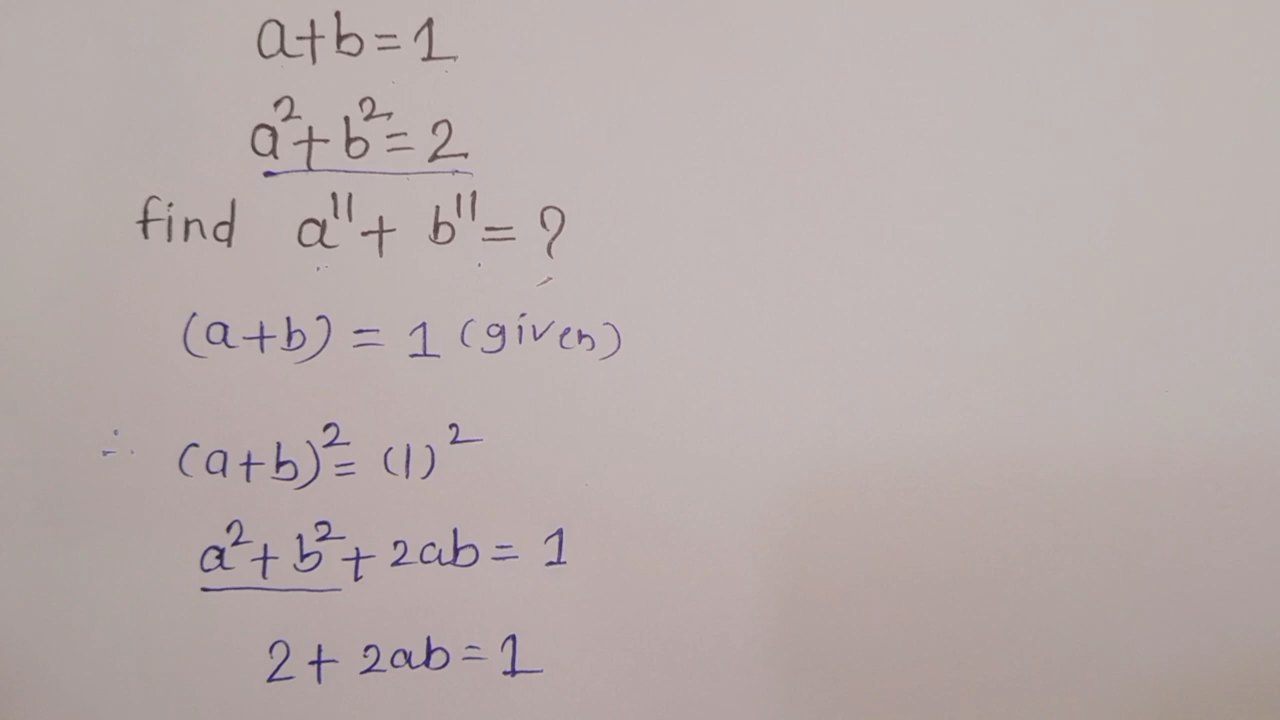 a+b=1
a²+b²=2
find a¹¹+ b¹¹= ?
(a+b) = 1 (given)
∴ (a+b)²= (1)²
a²+b²+2ab= 1
2+2ab=1